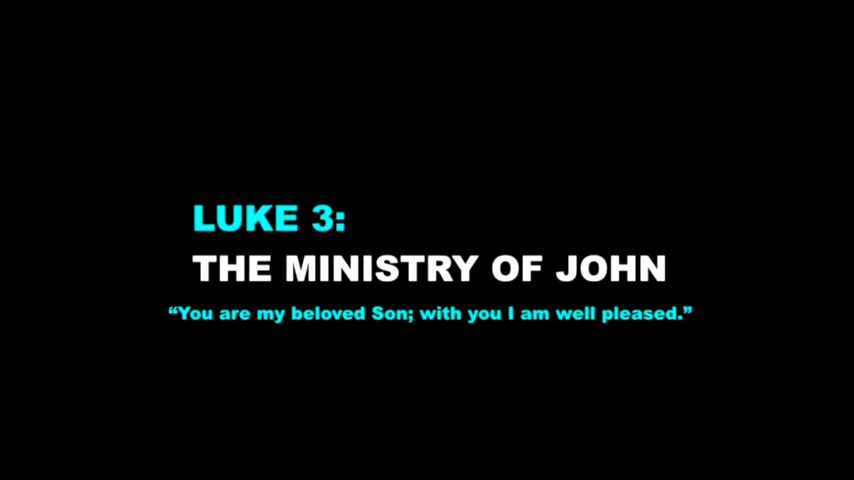 LUKE 3:
THE MINISTRY OF JOHN
“You are my beloved Son; with you I am well pleased.”